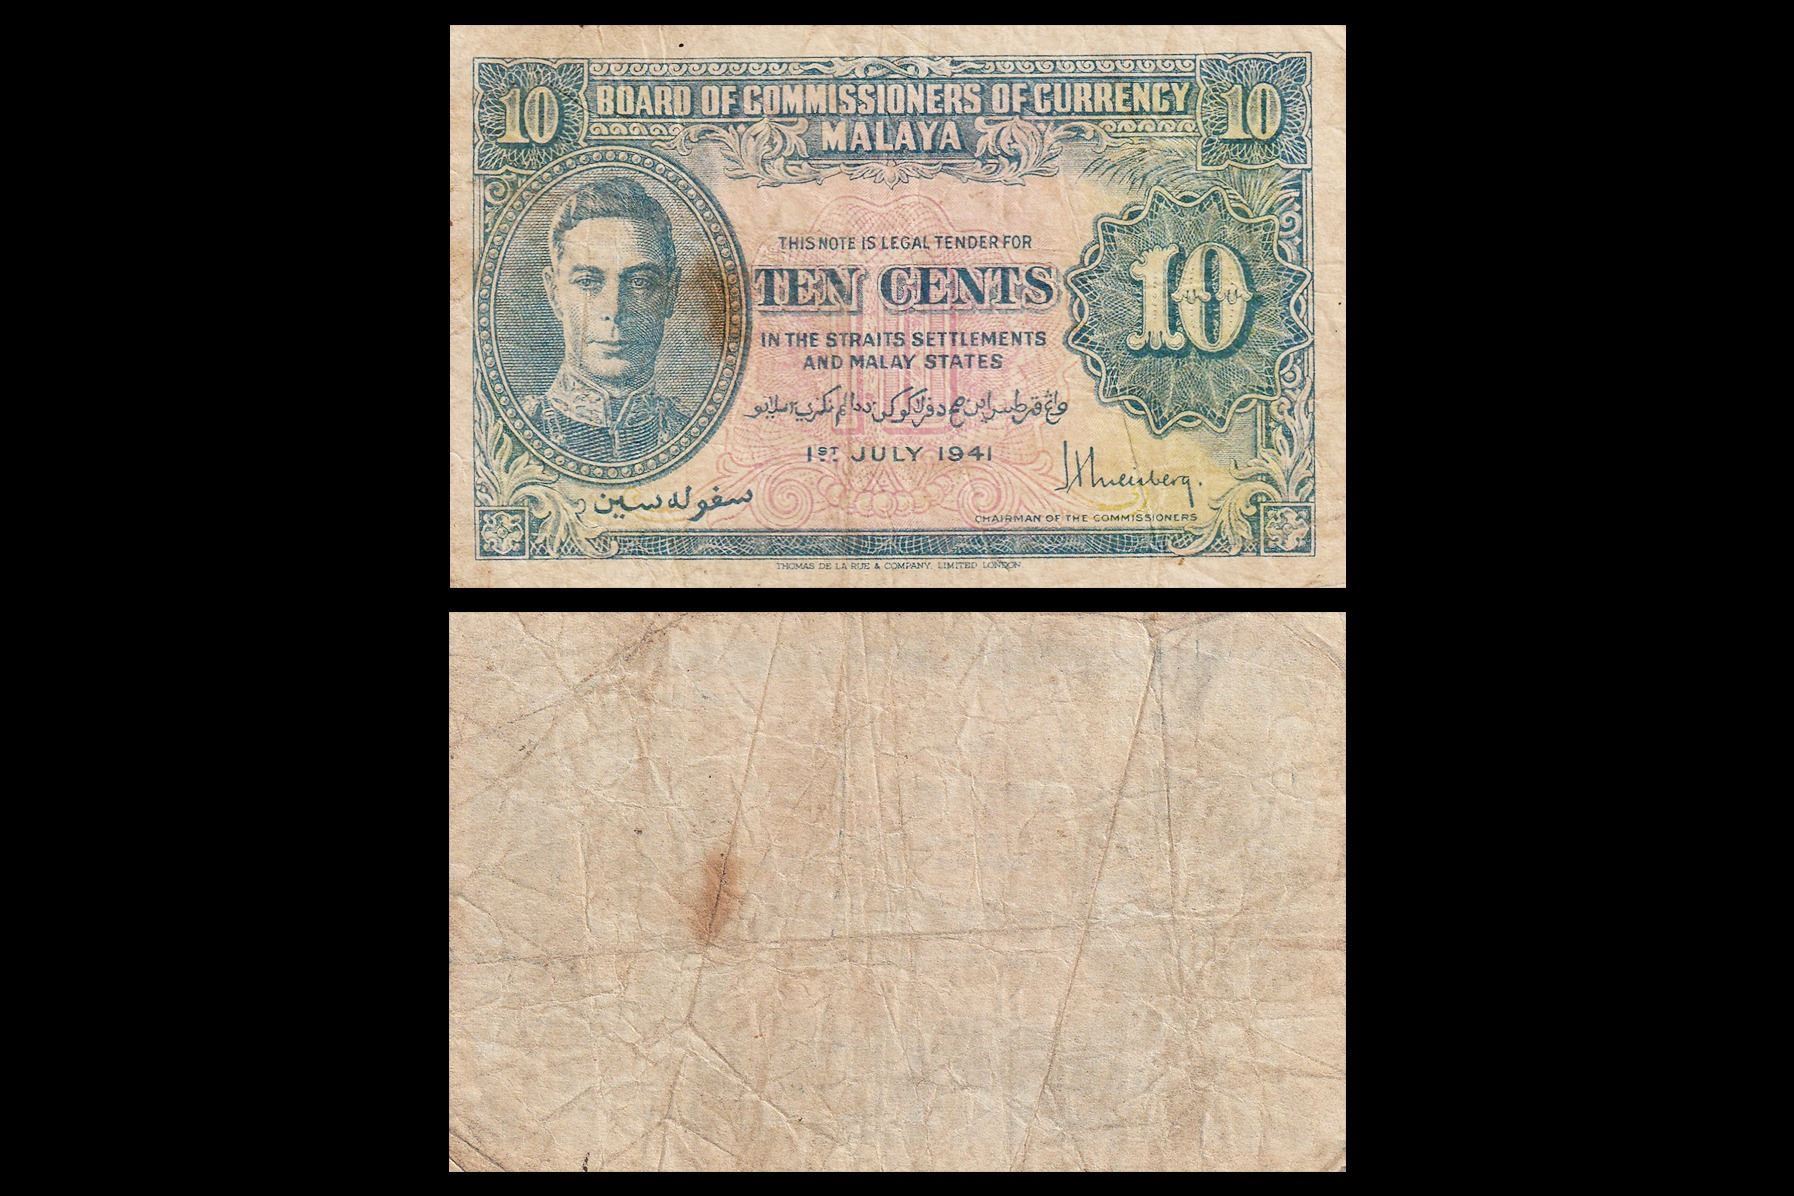 10 BOARD OF COMMISSIONERS OF CURRENCY 10
MALAYA
THIS NOTE IS LEGAL TENDER FOR
TEN CENTS
10
IN THE STRAITS SETTLEMENTS
AND MALAY STATES
1ST JULY 1941
سفوله سين
CHAIRMAN OF THE COMMISSIONERS
THOMAS DE LA RUE & COMPANY, LIMITED LONDON